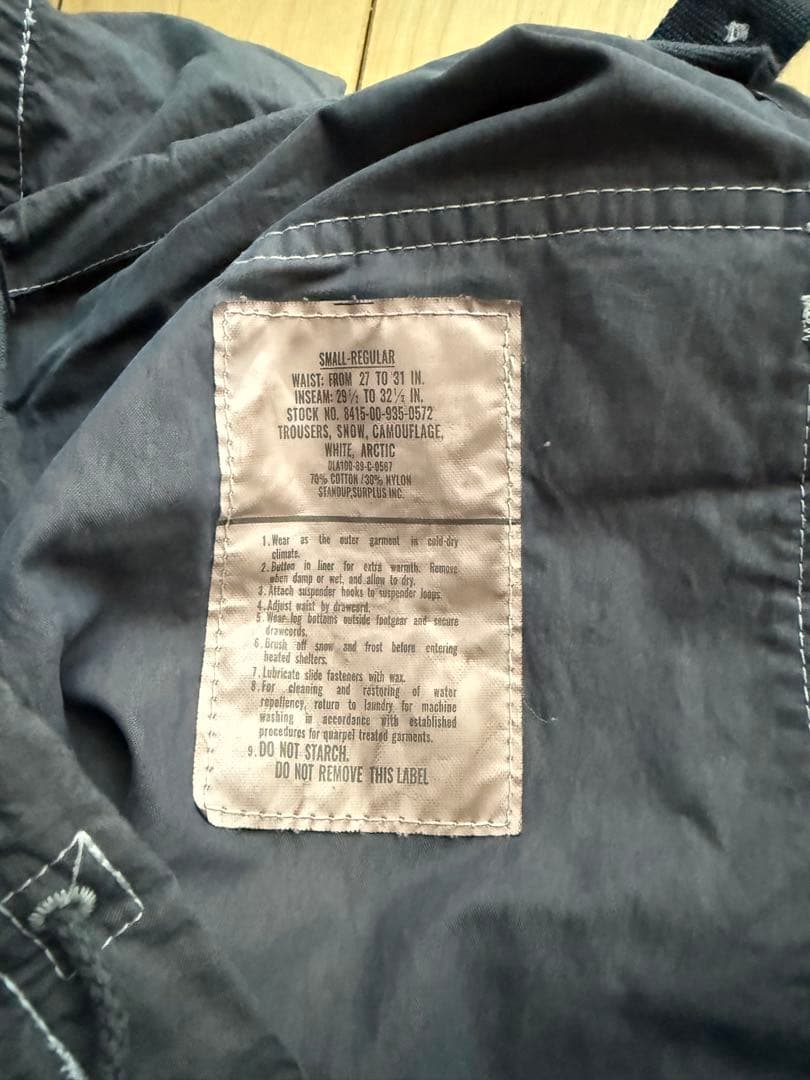 SMALL-REGULAR
WAIST: FROM 27 TO 31 IN.
INSEAM: 29½ TO 32½ IN.
STOCK NO. 8415-00-935-0572
TROUSERS, SNOW, CAMOUFLAGE,
WHITE, ARCTIC
DLA100-89-C-0567
70% COTTON/30% NYLON
STANDUP,SURPLUS INC.
1. Wear as the outer garment in cold-dry
climate.
2. Button in liner for extra warmth. Remove
when damp or wet, and allow to dry.
3. Attach suspender hooks to suspender loops.
4. Adjust waist by drawcord.
5. Wear leg bottoms outside footgear and secure
drawcords.
6. Brush off snow and frost before entering
heated shelters.
7. Lubricate slide fasteners with wax.
8. For cleaning and restoring of water
repellency, return to laundry for machine
washing in accordance with established
procedures for quarpel treated garments.
9. DO NOT STARCH.
DO NOT REMOVE THIS LABEL